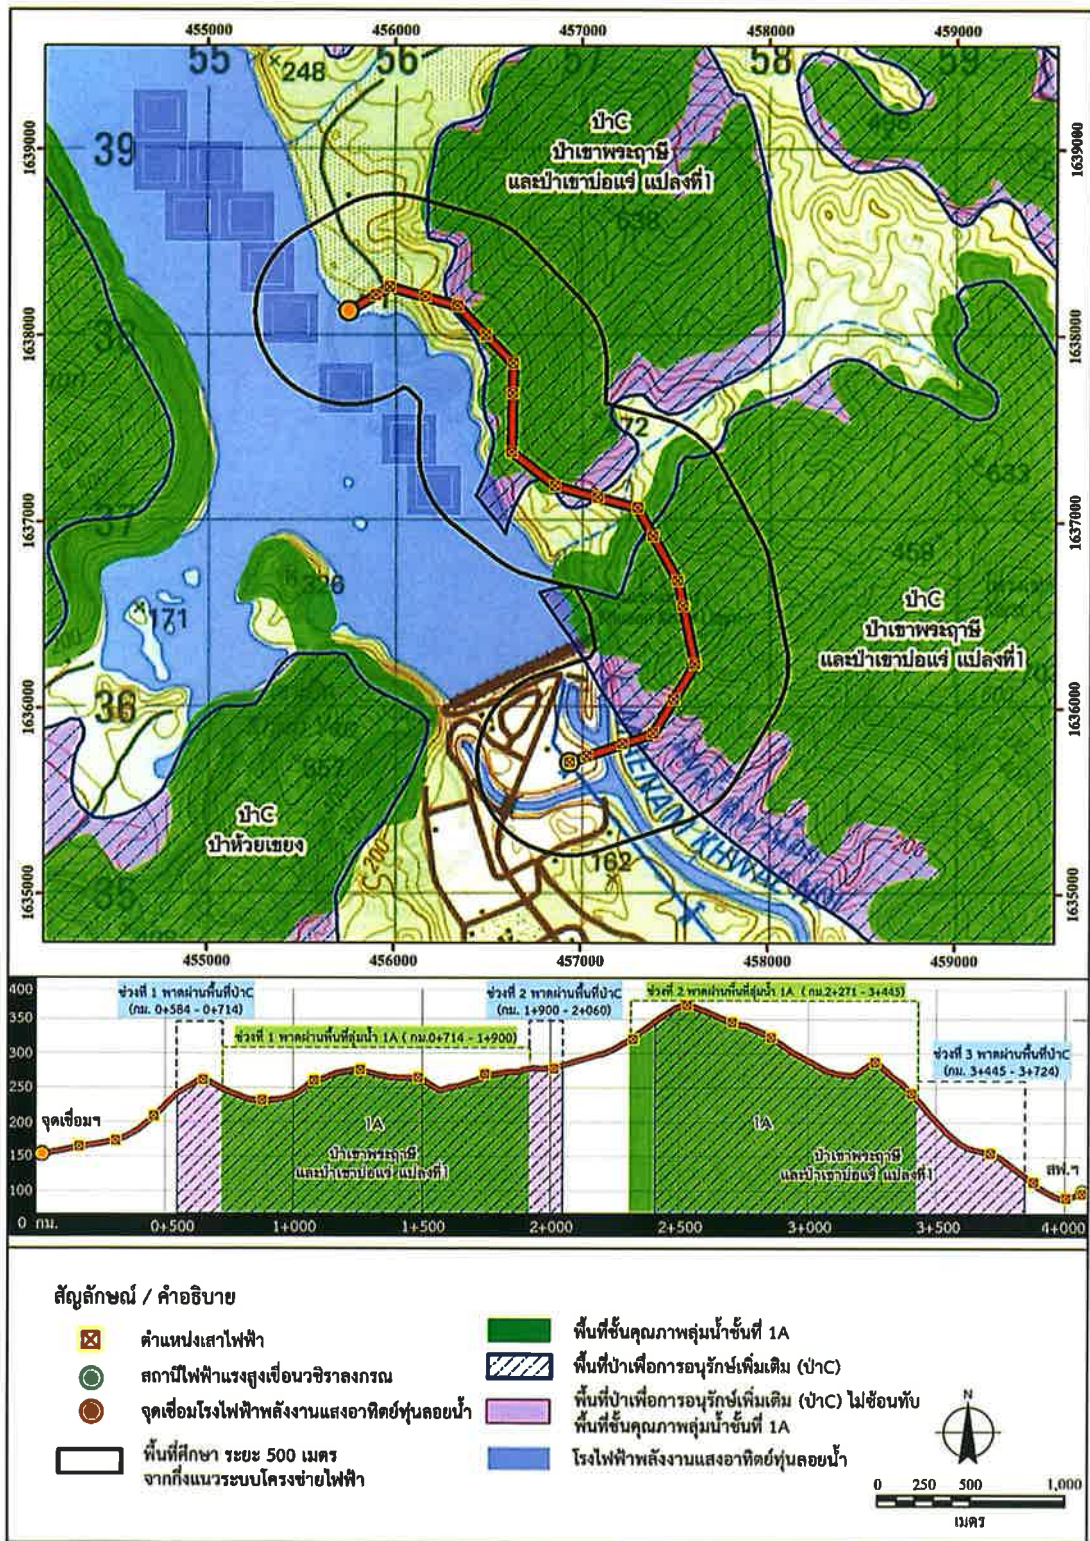 455000 456000 457000 458000 459000
55 56 57 58 59
248
ป่าC
ป่าเขาพระฤาษี
และป่าเขาบ่อแร่ แปลงที่1
39
1639000 1639000
638
1638000 1638000
72
1637000 1637000
37
458
326
171
ป่าC
ป่าเขาพระฤาษี
และป่าเขาบ่อแร่ แปลงที่1
36
1636000 1636000
ป่าC
ป่าห้วยเขยง
200
162
KHWAE NOI
200
35
1635000 1635000
455000 456000 457000 458000 459000
400
350
300
250
200
150
100
0 กม.
ช่วงที่ 1 พาดผ่านพื้นที่ป่าC
(กม. 0+584 - 0+714)
ช่วงที่ 1 พาดผ่านพื้นที่ลุ่มน้ำ 1A ( กม.0+714 - 1+900)
ช่วงที่ 2 พาดผ่านพื้นที่ป่าC
(กม. 1+900 - 2+060)
ช่วงที่ 2 พาดผ่านพื้นที่ลุ่มน้ำ 1A ( กม.2+271 - 3+445)
ช่วงที่ 3 พาดผ่านพื้นที่ป่าC
(กม. 3+445 - 3+724)
จุดเชื่อมฯ
1A
ป่าเขาพระฤาษี
และป่าเขาบ่อแร่ แปลงที่1
1A
ป่าเขาพระฤาษี
และป่าเขาบ่อแร่ แปลงที่1
สฟ.ฯ
0+500 1+000 1+500 2+000 2+500 3+000 3+500 4+000
สัญลักษณ์ / คำอธิบาย
ตำแหน่งเสาไฟฟ้า
สถานีไฟฟ้าแรงสูงเขื่อนวชิราลงกรณ
จุดเชื่อมโรงไฟฟ้าพลังงานแสงอาทิตย์ทุ่นลอยน้ำ
พื้นที่ศึกษา ระยะ 500 เมตร
จากกึ่งแนวระบบโครงข่ายไฟฟ้า
พื้นที่ชั้นคุณภาพลุ่มน้ำชั้นที่ 1A
พื้นที่ป่าเพื่อการอนุรักษ์เพิ่มเติม (ป่าC)
พื้นที่ป่าเพื่อการอนุรักษ์เพิ่มเติม (ป่าC) ไม่ซ้อนทับ
พื้นที่ชั้นคุณภาพลุ่มน้ำชั้นที่ 1A
โรงไฟฟ้าพลังงานแสงอาทิตย์ทุ่นลอยน้ำ
N
0 250 500 1,000
เมตร